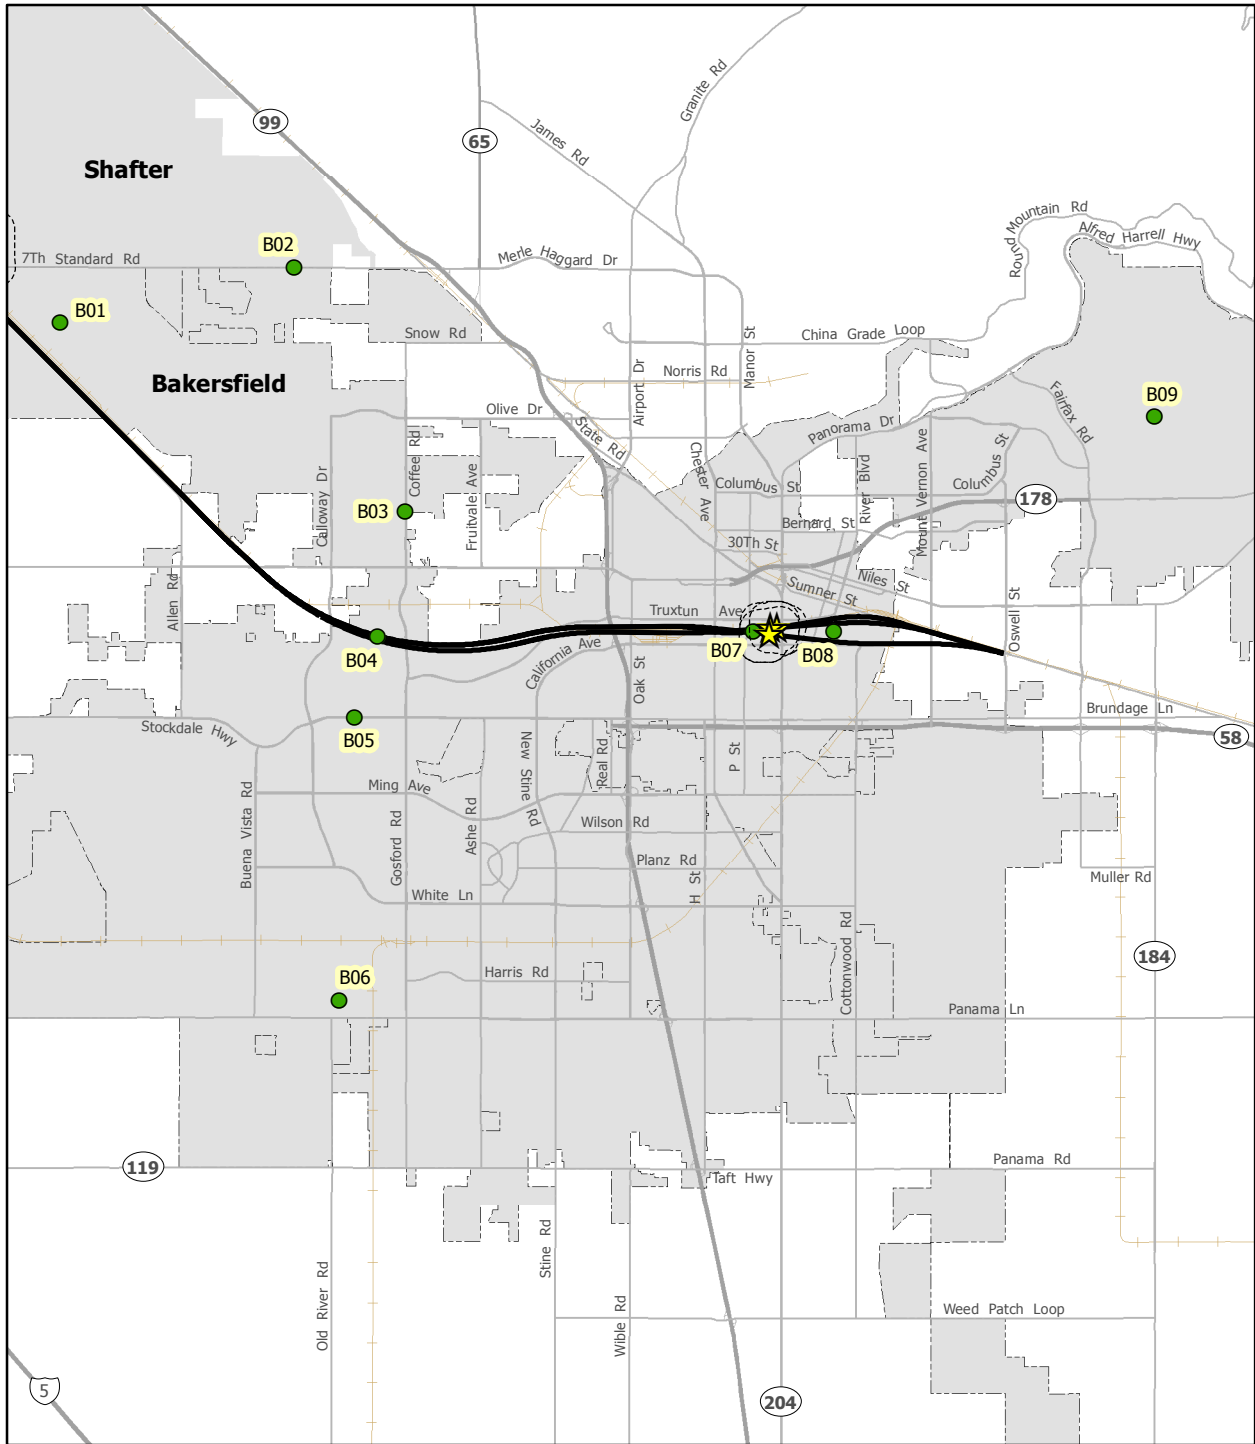 Granite Rd
99
65
James Rd
Shafter
Round Mountain Rd
Alfred Harrell Hwy
B02
7Th Standard Rd
Merle Haggard Dr
B01
Snow Rd
China Grade Loop
Manor St
Norris Rd
Airport Dr
Bakersfield
B09
Fairfax Rd
Olive Dr
State Rd
Panorama Dr
Chester Ave
Columbus St
River Blvd
Mount Vernon Ave
Columbus St
Coffee Rd
Calloway Dr
Fruitvale Ave
B03
178
Bernard St
30Th St
Niles St
Sumner St
Allen Rd
Truxtun Ave
Oswell St
B04
California Ave
B07
B08
Oak St
Brundage Ln
Stockdale Hwy
B05
58
New Stine Rd
Real Rd
P St
Ming Ave
Buena Vista Rd
Gosford Rd
Ashe Rd
Wilson Rd
Planz Rd
Muller Rd
White Ln
H St
Cottonwood Rd
184
B06
Harris Rd
Panama Ln
119
Panama Rd
Taft Hwy
Old River Rd
Stine Rd
Wible Rd
Weed Patch Loop
5
204